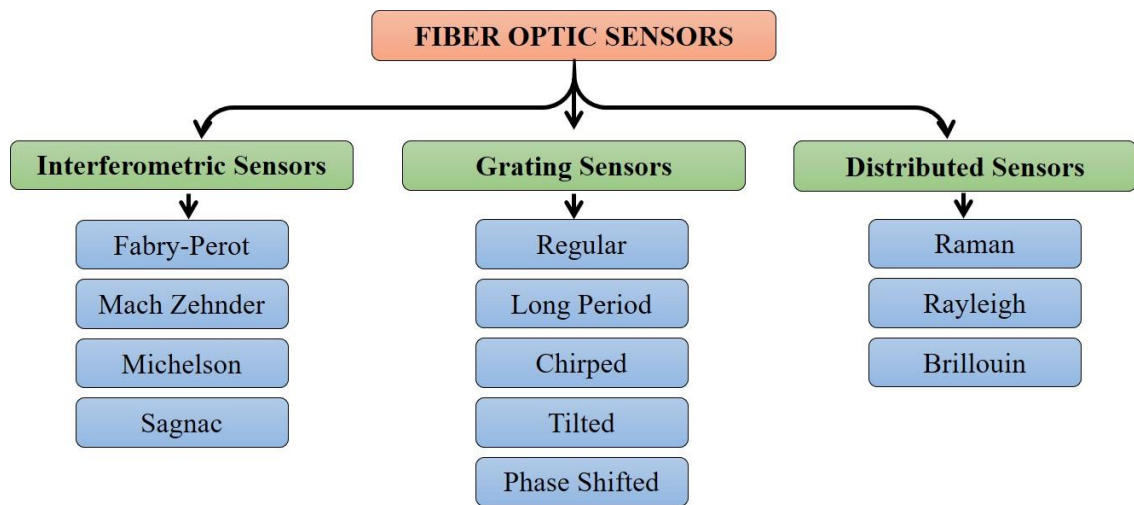 FIBER OPTIC SENSORS
Interferometric Sensors
Fabry-Perot
Mach Zehnder
Michelson
Sagnac
Grating Sensors
Regular
Long Period
Chirped
Tilted
Phase Shifted
Distributed Sensors
Raman
Rayleigh
Brillouin